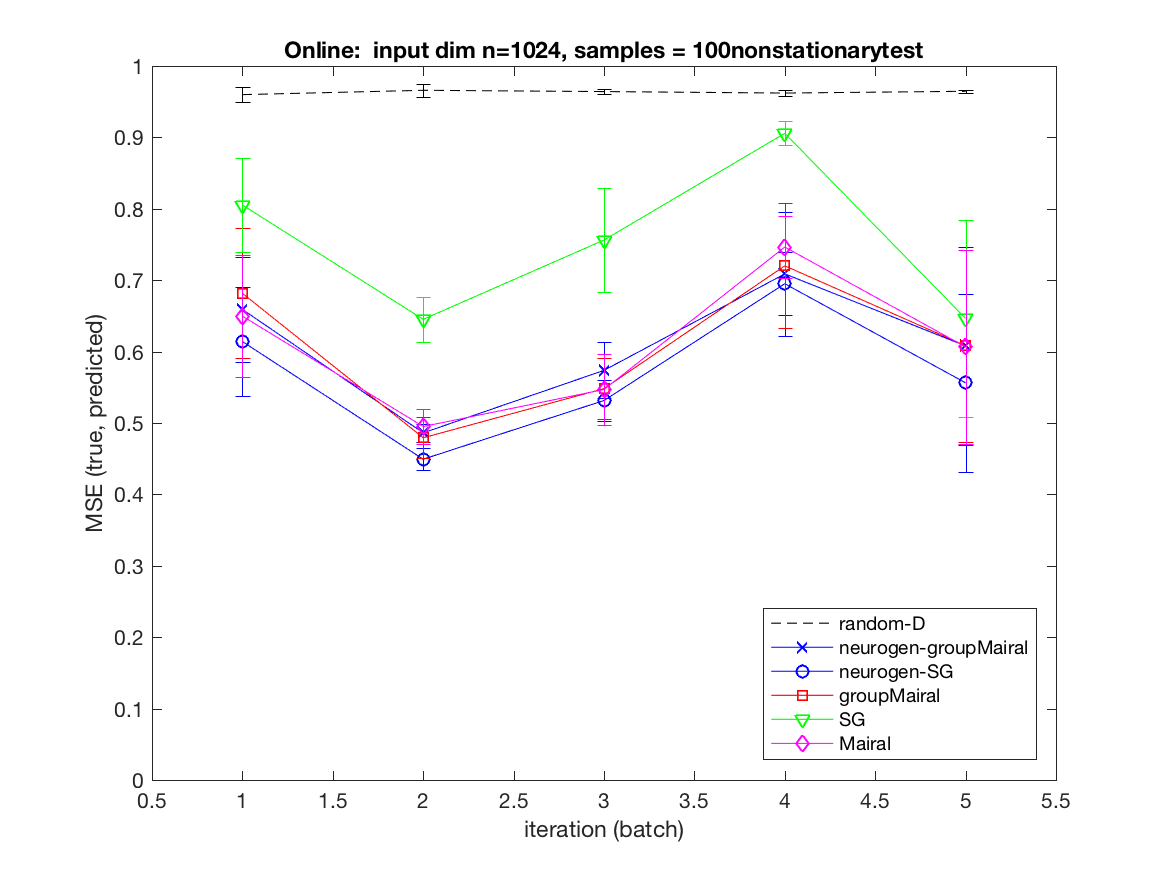 Online:  input dim n=1024, samples = 100nonstationarytest
1
0.9
0.8
0.7
0.6
0.5
0.4
0.3
0.2
0.1
0
MSE (true, predicted)
random-D
neurogen-groupMairal
neurogen-SG
groupMairal
SG
Mairal
0.5 1 1.5 2 2.5 3 3.5 4 4.5 5 5.5
iteration (batch)